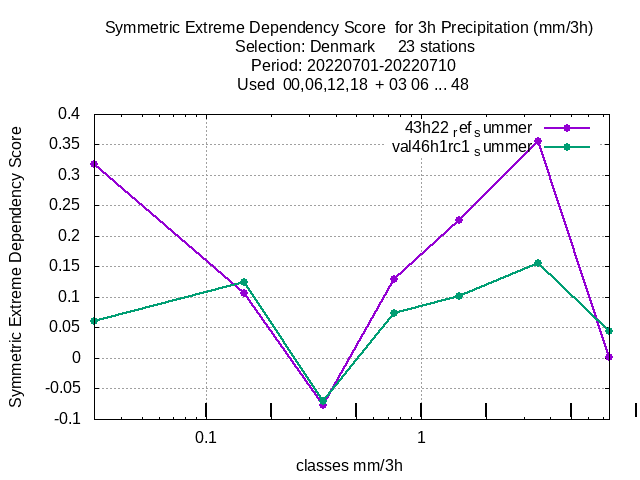 Symmetric Extreme Dependency Score for 3h Precipitation (mm/3h)
Selection: Denmark 23 stations
Period: 20220701-20220710
Used 00,06,12,18 + 03 06 ... 48
43h22 ref summer
val46h1rc1 summer
0.4
0.35
0.3
0.25
0.2
0.15
0.1
0.05
0
-0.05
-0.1
Symmetric Extreme Dependency Score
0.1 1
classes mm/3h